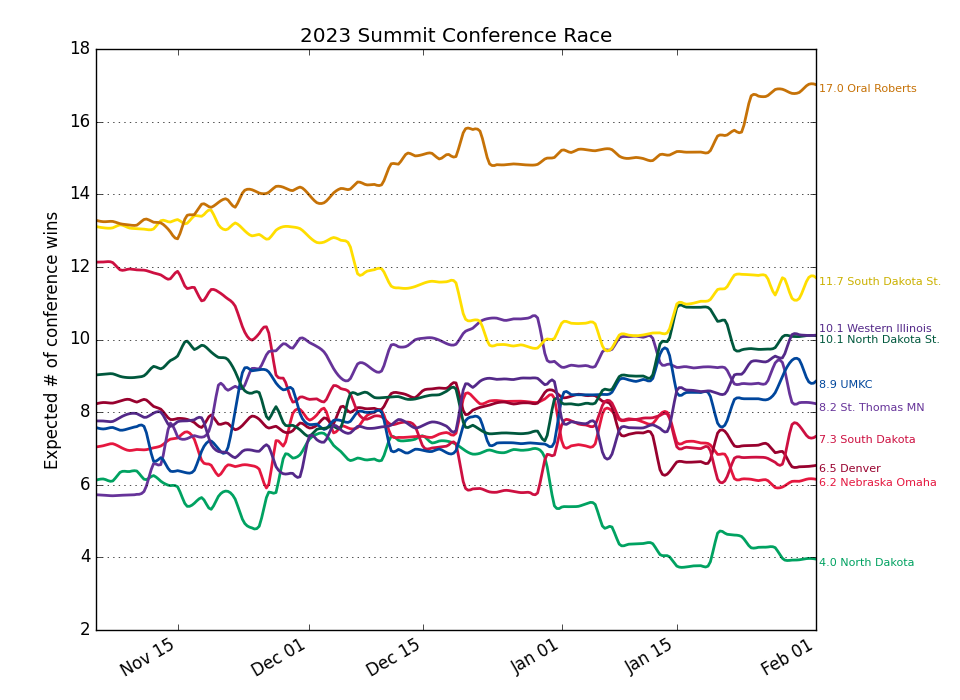 2023 Summit Conference Race
Expected # of conference wins
18
16
14
12
10
8
6
4
2
17.0 Oral Roberts
11.7 South Dakota St.
10.1 Western Illinois
10.1 North Dakota St.
8.9 UMKC
8.2 St. Thomas MN
7.3 South Dakota
6.5 Denver
6.2 Nebraska Omaha
4.0 North Dakota
Nov 15
Dec 01
Dec 15
Jan 01
Jan 15
Feb 01